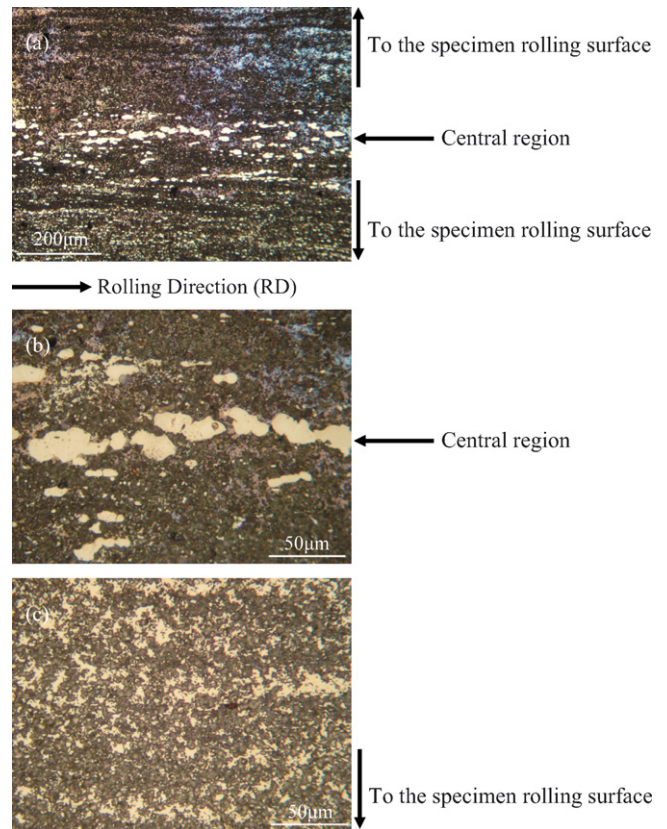 (a)
To the specimen rolling surface
Central region
To the specimen rolling surface
200μm
Rolling Direction (RD)
(b)
Central region
50μm
(c)
To the specimen rolling surface
50μm